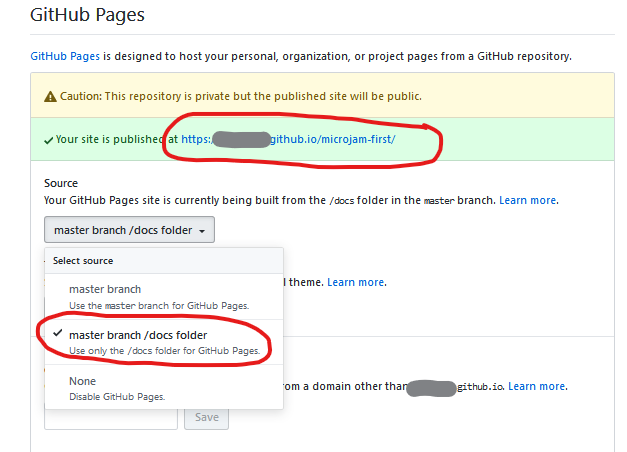 GitHub Pages
GitHub Pages is designed to host your personal, organization, or project pages from a GitHub repository.
Caution: This repository is private but the published site will be public.
Your site is published at https: github.io/microjam-first/
Source
Your GitHub Pages site is currently being built from the /docs folder in the master branch. Learn more.
master branch /docs folder
Select source
master branch
Use the master branch for GitHub Pages.
theme. Learn more.
master branch /docs folder
Use only the /docs folder for GitHub Pages.
None
Disable GitHub Pages.
from a domain other than github.io. Learn more.
Save